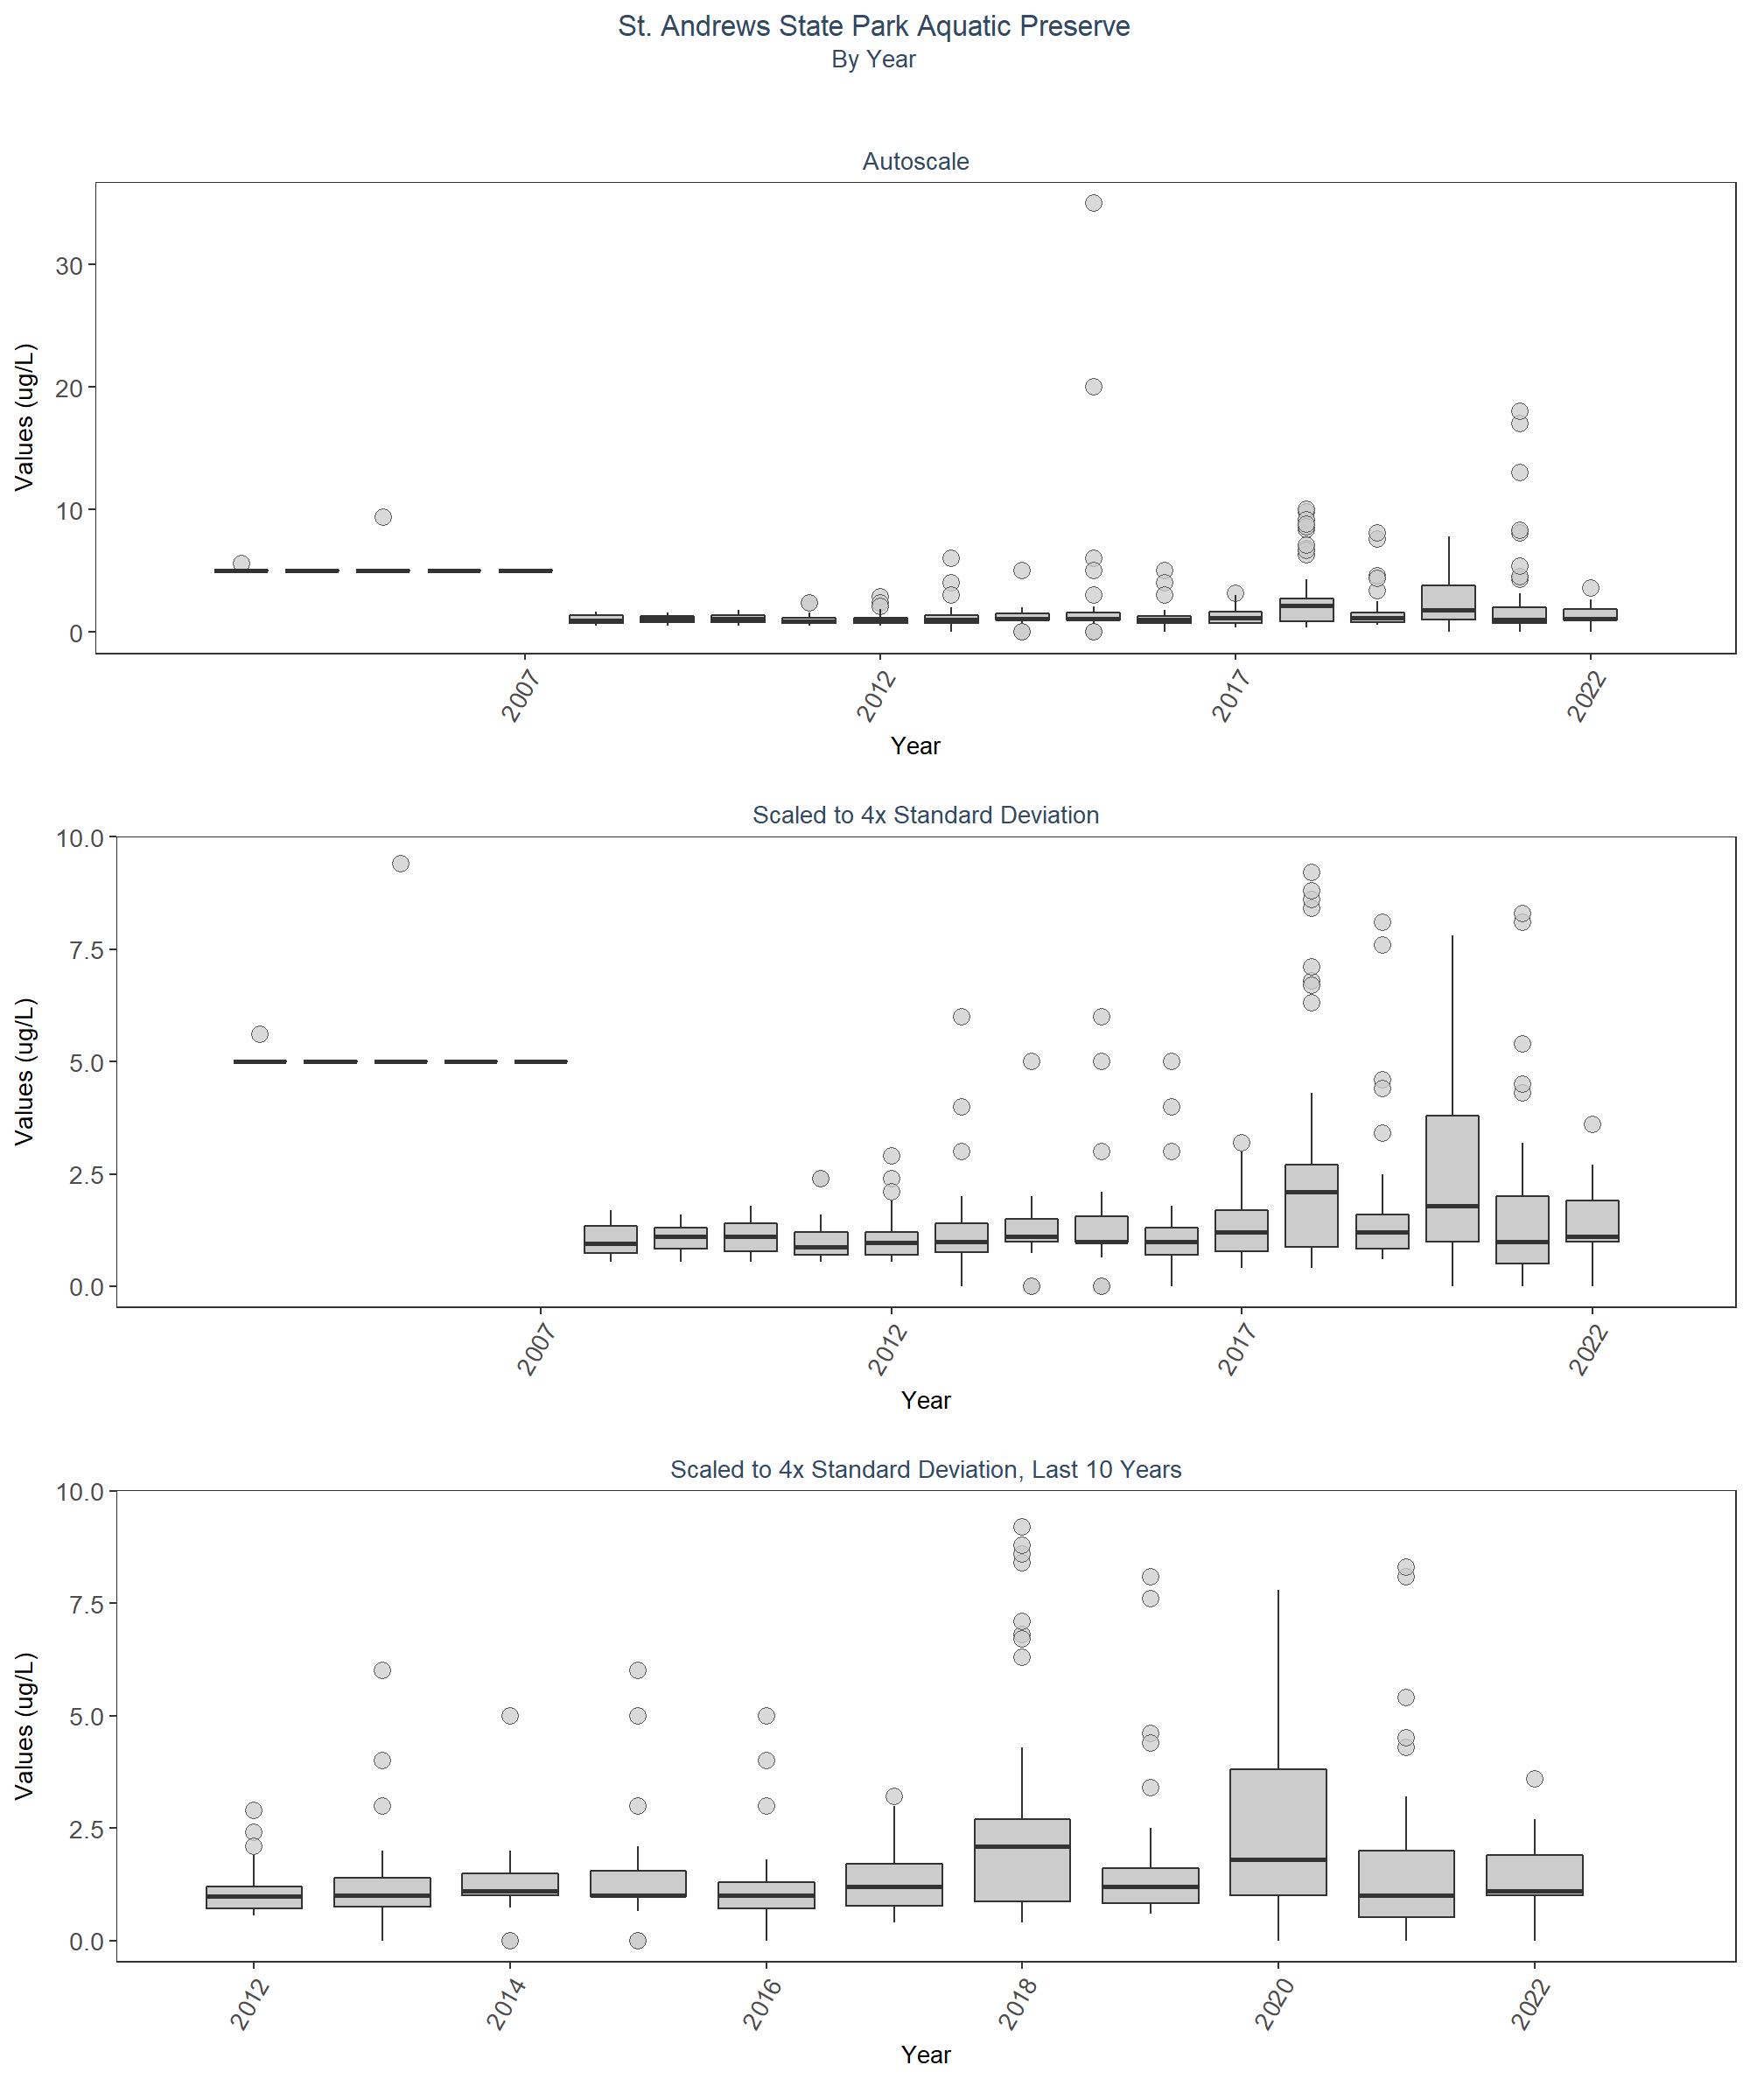 St. Andrews State Park Aquatic Preserve
By Year
Autoscale
30
20
10
0
Values (ug/L)
2007
2012
2017
2022
Year
Scaled to 4x Standard Deviation
10.0
7.5
5.0
2.5
0.0
Values (ug/L)
2007
2012
2017
2022
Year
Scaled to 4x Standard Deviation, Last 10 Years
10.0
7.5
5.0
2.5
0.0
Values (ug/L)
2012
2014
2016
2018
2020
2022
Year